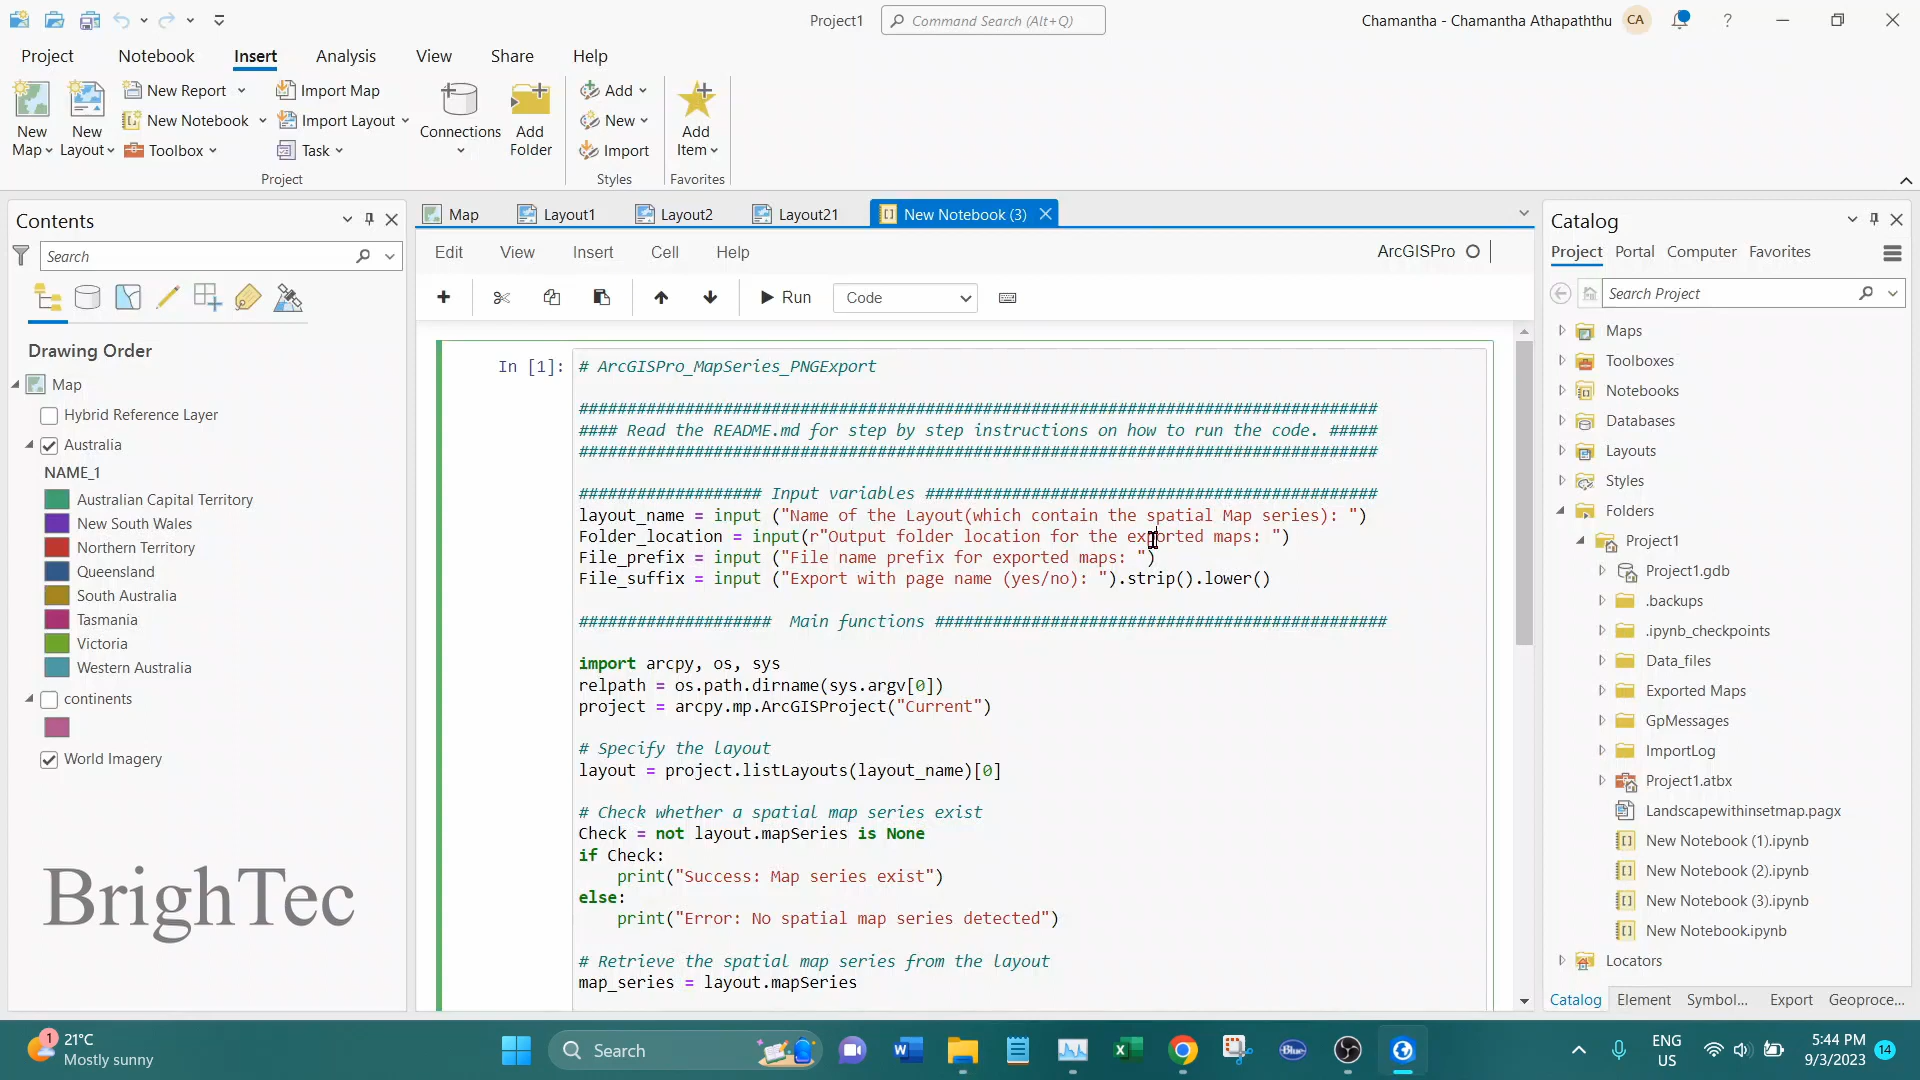 Project1
Command Search (Alt+Q)
Chamantha - Chamantha Athapaththu
CA
?
Project
Notebook
Insert
Analysis
View
Share
Help
New Map
New Layout
New Report
New Notebook
Toolbox
Import Map
Import Layout
Task
Project
Connections
Add Folder
Add
New
Import
Styles
Add Item
Favorites
Contents
Search
Drawing Order
Map
Hybrid Reference Layer
Australia
NAME_1
Australian Capital Territory
New South Wales
Northern Territory
Queensland
South Australia
Tasmania
Victoria
Western Australia
continents
World Imagery
BrighTec
Map
Layout1
Layout2
Layout21
New Notebook (3)
Edit
View
Insert
Cell
Help
ArcGISPro
Run
Code
In [1]:
# ArcGISPro_MapSeries_PNGExport
###################################################################################
#### Read the README.md for step by step instructions on how to run the code. #####
###################################################################################
################### Input variables ###############################################
layout_name = input ("Name of the Layout(which contain the spatial Map series): ")
Folder_location = input(r"Output folder location for the exported maps: ")
File_prefix = input ("File name prefix for exported maps: ")
File_suffix = input ("Export with page name (yes/no): ").strip().lower()
#################### Main functions ###############################################
import arcpy, os, sys
relpath = os.path.dirname(sys.argv[0])
project = arcpy.mp.ArcGISProject("Current")
# Specify the layout
layout = project.listLayouts(layout_name)[0]
# Check whether a spatial map series exist
Check = not layout.mapSeries is None
if Check:
print("Success: Map series exist")
else:
print("Error: No spatial map series detected")
# Retrieve the spatial map series from the layout
map_series = layout.mapSeries
Catalog
Project
Portal
Computer
Favorites
Search Project
Maps
Toolboxes
Notebooks
Databases
Layouts
Styles
Folders
Project1
Project1.gdb
.backups
.ipynb_checkpoints
Data_files
Exported Maps
GpMessages
ImportLog
Project1.atbx
Landscapewithinsetmap.pagx
New Notebook (1).ipynb
New Notebook (2).ipynb
New Notebook (3).ipynb
New Notebook.ipynb
Locators
Catalog
Element
Symbol...
Export
Geoproce...
1
21°C
Mostly sunny
Search
Blue
ENG
US
5:44 PM
9/3/2023
14